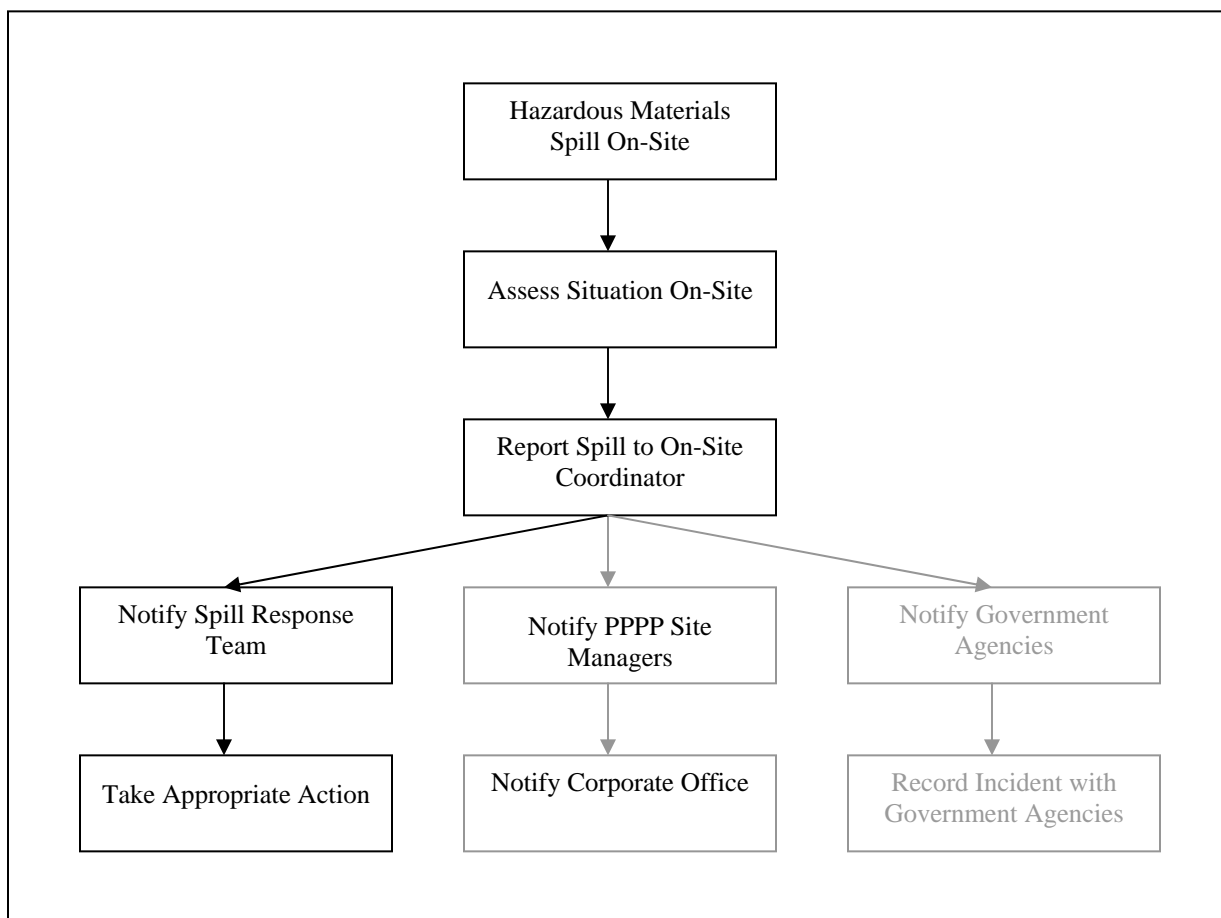 Hazardous Materials
Spill On-Site
Assess Situation On-Site
Report Spill to On-Site
Coordinator
Notify Spill Response
Team
Notify PPPP Site
Managers
Notify Government
Agencies
Take Appropriate Action
Notify Corporate Office
Record Incident with
Government Agencies